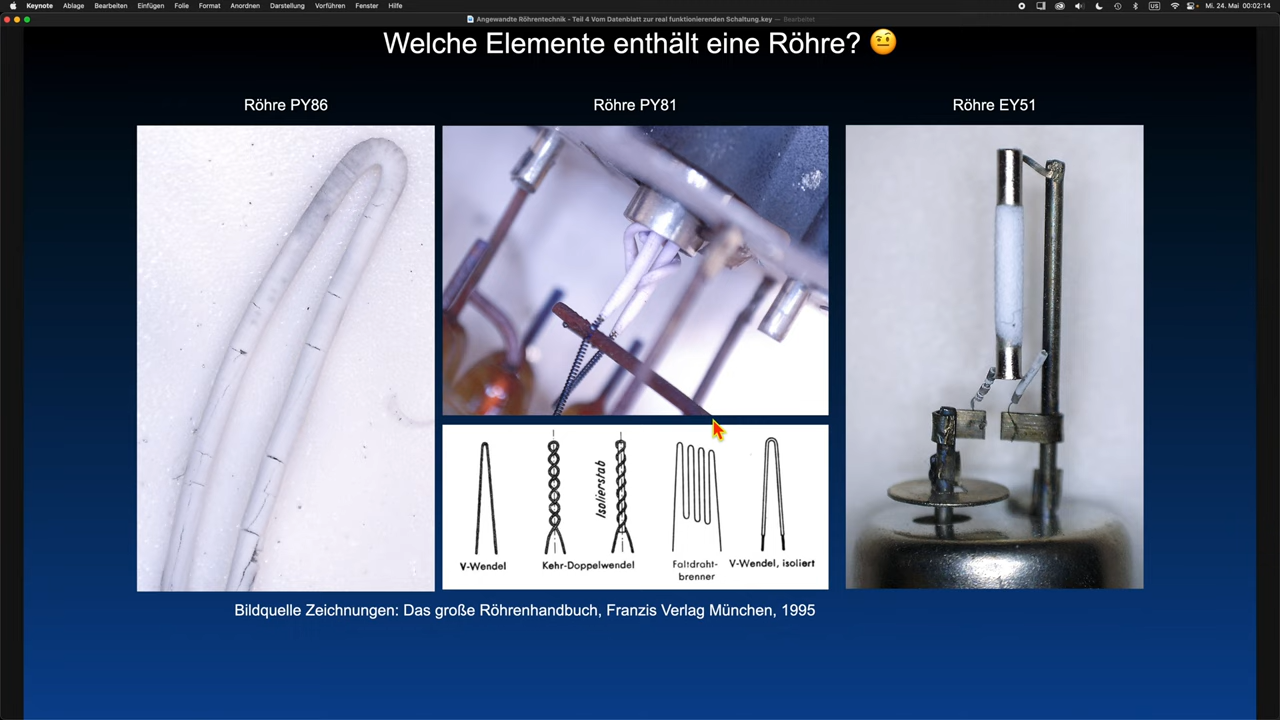 Keynote Ablage Bearbeiten Einfügen Folie Format Anordnen Darstellung Vorführen Fenster Hilfe US Mi. 24. Mai 00:02:14
Angewandte Röhrentechnik - Teil 4 Vom Datenblatt zur real funktionierenden Schaltung.key — Bearbeitet
Welche Elemente enthält eine Röhre? 🤨
Röhre PY86
Röhre PY81
Röhre EY51
Isolierstab
V-Wendel
Kehr-Doppelwendel
Faltdraht-
brenner
V-Wendel, isoliert
Bildquelle Zeichnungen: Das große Röhrenhandbuch, Franzis Verlag München, 1995